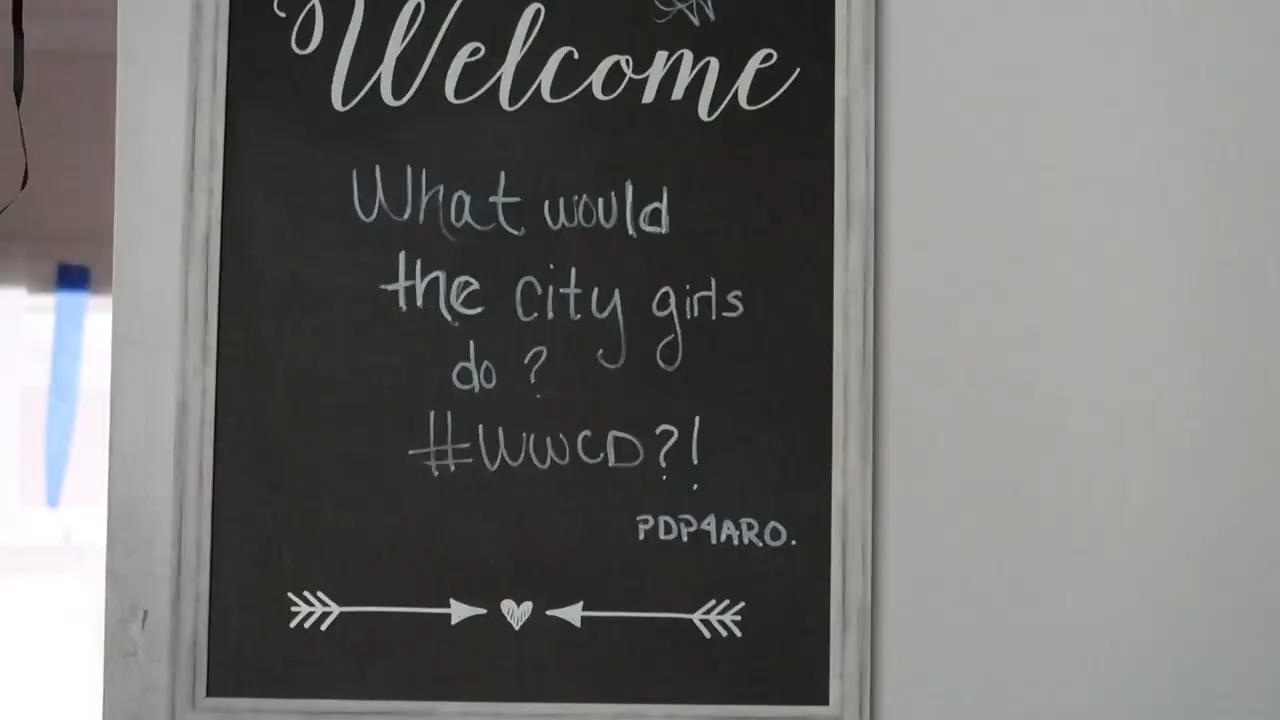 Welcome
What would
the city girls
do?
#WWCD?!
PDP4ARO.